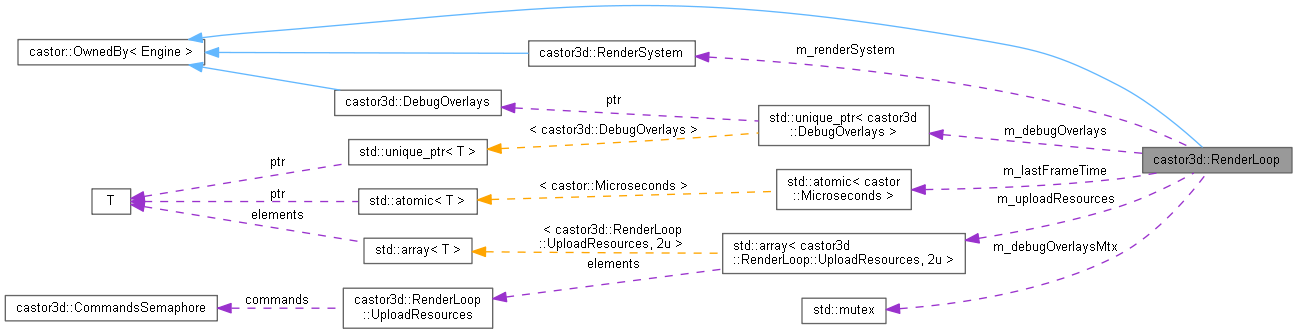 castor::OwnedBy< Engine >
castor3d::RenderSystem
m_renderSystem
castor3d::DebugOverlays
ptr
std::unique_ptr< castor3d
::DebugOverlays >
< castor3d::DebugOverlays >
m_debugOverlays
std::unique_ptr< T >
castor3d::RenderLoop
ptr
m_lastFrameTime
std::atomic< castor
::Microseconds >
< castor::Microseconds >
ptr
T
std::atomic< T >
m_uploadResources
elements
< castor3d::RenderLoop
::UploadResources, 2u >
std::array< T >
std::array< castor3d
::RenderLoop::UploadResources, 2u >
m_debugOverlaysMtx
elements
commands
castor3d::CommandsSemaphore
castor3d::RenderLoop
::UploadResources
std::mutex